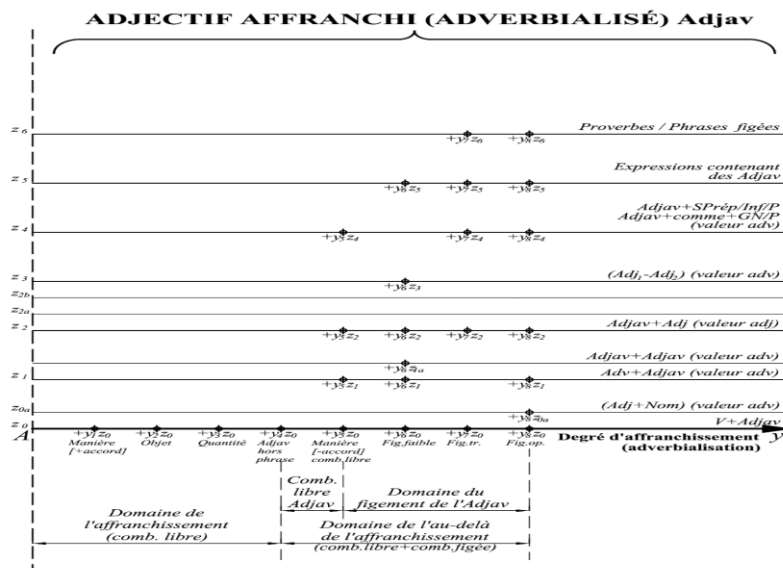 ADJECTIF AFFRANCHI (ADVERBIALISÉ) Adjav
z6
Proverbes / Phrases figées
+y7z6 +y8z6
Expressions contenant
z5
des Adjav
+y6z5 +y7z5 +y8z5
Adjav+SPrép/Inf/P
Adjav+comme+GN/P
z4
(valeur adv)
+y5z4 +y7z4 +y8z4
z3
(Adj1-Adj2) (valeur adv)
+y6z3
z2b
z2a
z2
Adjav+Adj (valeur adj)
+y5z2 +y6z2 +y7z2 +y8z2
Adjav+Adjav (valeur adv)
+y6z1a
z1
Adv+Adjav (valeur adv)
+y5z1 +y6z1 +y8z1
z0a
(Adj+Nom) (valeur adv)
+y8z0a
z0
V+Adjav
A
+y1z0 +y2z0 +y3z0 +y4z0 +y5z0 +y6z0 +y7z0 +y8z0
y
Manière Objet Quantité Adjav Manière Fig.faible Fig.tr. Fig.op.
[+accord] hors [-accord]
phrase comb.libre
Degré d'affranchissement
(adverbialisation)
Comb.
libre
Adjav
Domaine du
figement de l'Adjav
Domaine de
l'affranchissement
(comb. libre)
Domaine de l'au-delà
de l'affranchissement
(comb.libre+comb.figée)